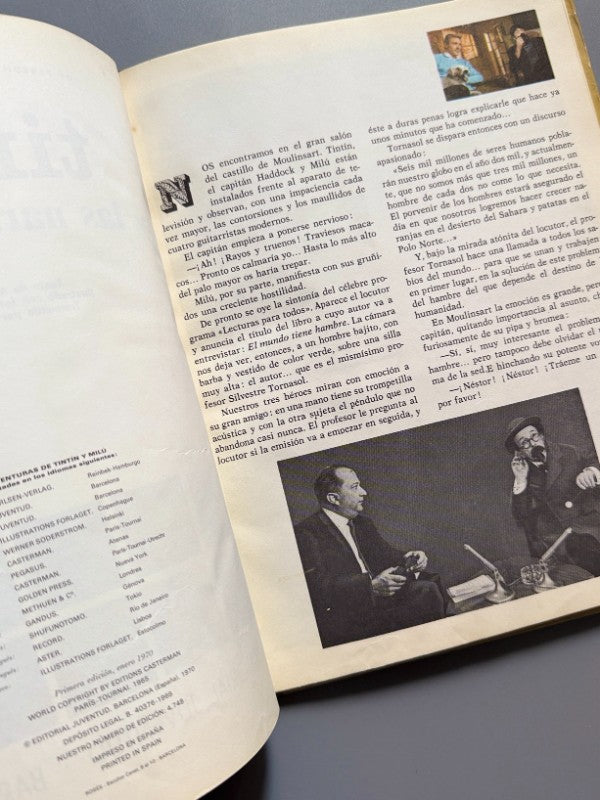 ENTURAS DE TINTÍN Y MILÚ
adas en los idiomas siguientes:
RLSEN-VERLAG. Reinbek-Hamburgo
UVENTUD. Barcelona
UVENTUD. Barcelona
ILLUSTRATIONS FORLAGET. Copenhague
WERNER SODERSTROM. Helsinki
CASTERMAN. París-Tournai
PEGASUS. Atenas
CASTERMAN. París-Tournai-Utrecht
GOLDEN PRESS. Nueva York
METHUEN & Cº. Londres
GANDUS. Génova
SHUFUNOTOMO. Tokio
RECORD. Río de Janeiro
ASTER. Lisboa
ILLUSTRATIONS FORLAGET. Estocolmo
Primera edición, enero 1970
WORLD COPYRIGHT BY EDITIONS CASTERMAN
PARÍS-TOURNAI. 1965
© EDITORIAL JUVENTUD, BARCELONA (España), 1970
DEPÓSITO LEGAL, B. 40376-1969
NUESTRO NÚMERO DE EDICIÓN: 4.748
IMPRESO EN ESPAÑA
PRINTED IN SPAIN
NOS encontramos en el gran salón
del castillo de Moulinsart. Tintín,
el capitán Haddock y Milú están
instalados frente al aparato de te-
levisión y observan, con una impaciencia cada
vez mayor, las contorsiones y los maullidos de
cuatro guitarristas modernos.
El capitán empieza a ponerse nervioso:
—¡Ah! ¡Rayos y truenos! Traviesos maca-
cos... Pronto os calmaría yo... Hasta lo más alto
del palo mayor os haría trepar.
Milú, por su parte, manifiesta con sus gruñi-
dos una creciente hostilidad.
De pronto se oye la sintonía del célebre pro-
grama «Lecturas para todos». Aparece el locutor
y anuncia el título del libro a cuyo autor va a
entrevistar: El mundo tiene hambre. La cámara
nos deja ver, entonces, a un hombre bajito, con
barba y vestido de color verde, sobre una silla
muy alta: el autor... que es el mismísimo pro-
fesor Silvestre Tornasol.
Nuestros tres héroes miran con emoción a
su gran amigo: en una mano tiene su trompetilla
acústica y con la otra sujeta el péndulo que no
abandona casi nunca. El profesor le pregunta al
locutor si la emisión va a emoezar en seguida, y
éste a duras penas logra explicarle que hace ya
unos minutos que ha comenzado...
Tornasol se dispara entonces con un discurso
apasionado:
«Seis mil millones de seres humanos pobla-
rán nuestro globo en el año dos mil, y actualmen-
te, que no somos más que tres mil millones, un
hombre de cada dos no come lo que necesita.
El porvenir de los hombres estará asegurado el
día en que nosotros logremos hacer crecer na-
ranjas en el desierto del Sahara y patatas en el
Polo Norte...»
Y, bajo la mirada atónita del locutor, el pro-
fesor Tornasol hace una llamada a todos los sa-
bios del mundo... para que se unan y trabajen
en primer lugar, en la solución de este problem
del hambre del que depende el destino de
humanidad.
En Moulinsart la emoción es grande, pero
capitán, quitando importancia al asunto, ch
furiosamente de su pipa y bromea:
—Sí, sí, muy interesante el problema
hambre... pero tampoco debe olvidar el
ma de la sed. E hinchando su potente vo
—¡Néstor! ¡Néstor! ¡Tráeme un
por favor!